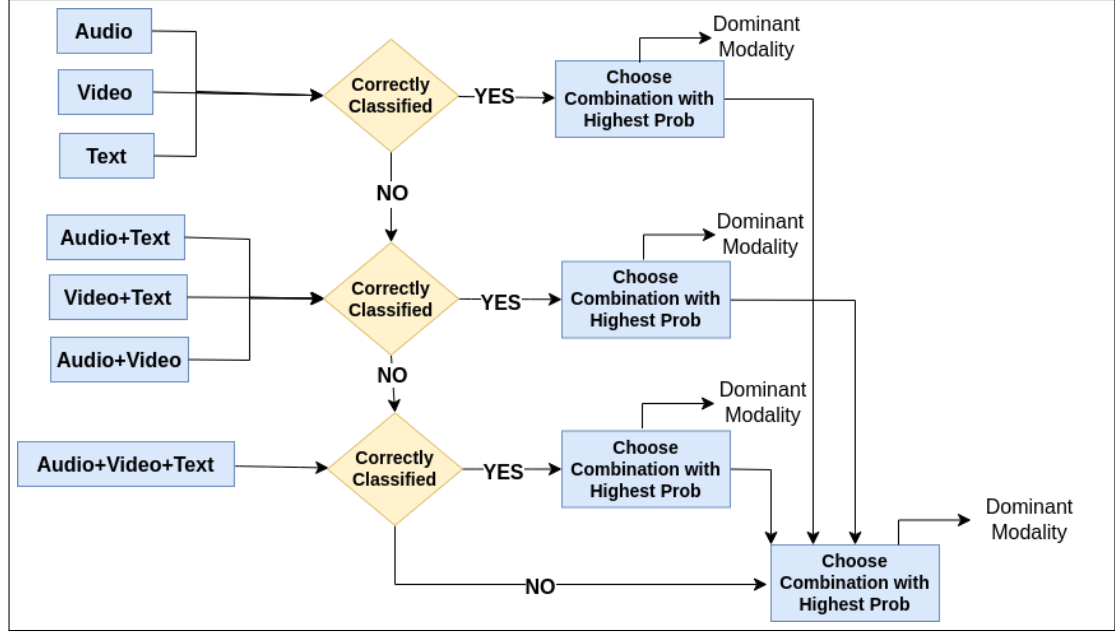 Audio
Video
Text
Correctly
Classified
YES
Choose
Combination with
Highest Prob
Dominant
Modality
NO
Audio+Text
Video+Text
Audio+Video
Correctly
Classified
YES
Choose
Combination with
Highest Prob
Dominant
Modality
NO
Audio+Video+Text
Correctly
Classified
YES
Choose
Combination with
Highest Prob
Dominant
Modality
NO
Choose
Combination with
Highest Prob
Dominant
Modality